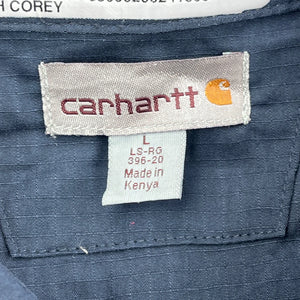 H COREY
carhartt
L
LS-RG
396-20
Made in
Kenya